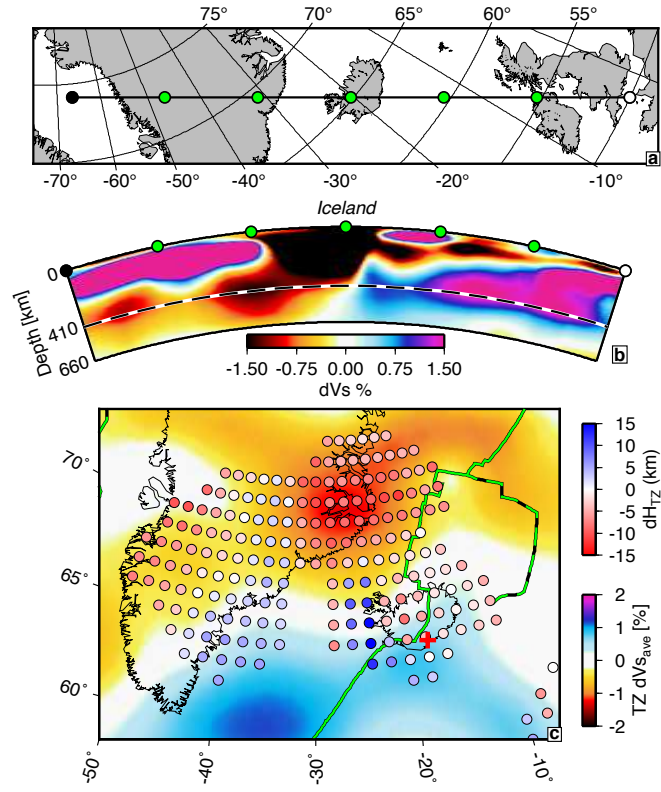 75° 70° 65° 60° 55°
a
-70° -60° -50° -40° -30° -20° -10°
Iceland
0
410
660
Depth [km]
-1.50 -0.75 0.00 0.75 1.50
dVs %
b
70°
65°
60°
-50° -40° -30° -20° -10°
c
15
10
5
0
-5
-10
-15
dH_TZ (km)
2
1
0
-1
-2
TZ dVs_ave [%]